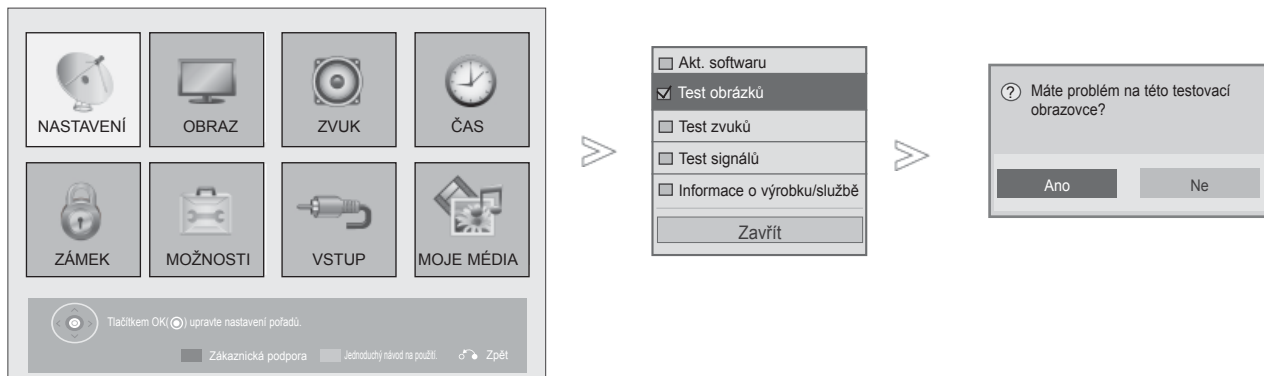 NASTAVENÍ OBRAZ ZVUK ČAS
ZÁMEK MOŽNOSTI VSTUP MOJE MÉDIA
Tlačítkem OK(◉) upravte nastavení pořadů.
Zákaznická podpora Jednoduchý návod na použití. Zpět
Akt. softwaru
Test obrázků
Test zvuků
Test signálů
Informace o výrobku/službě
Zavřít
? Máte problém na této testovací
obrazovce?
Ano Ne